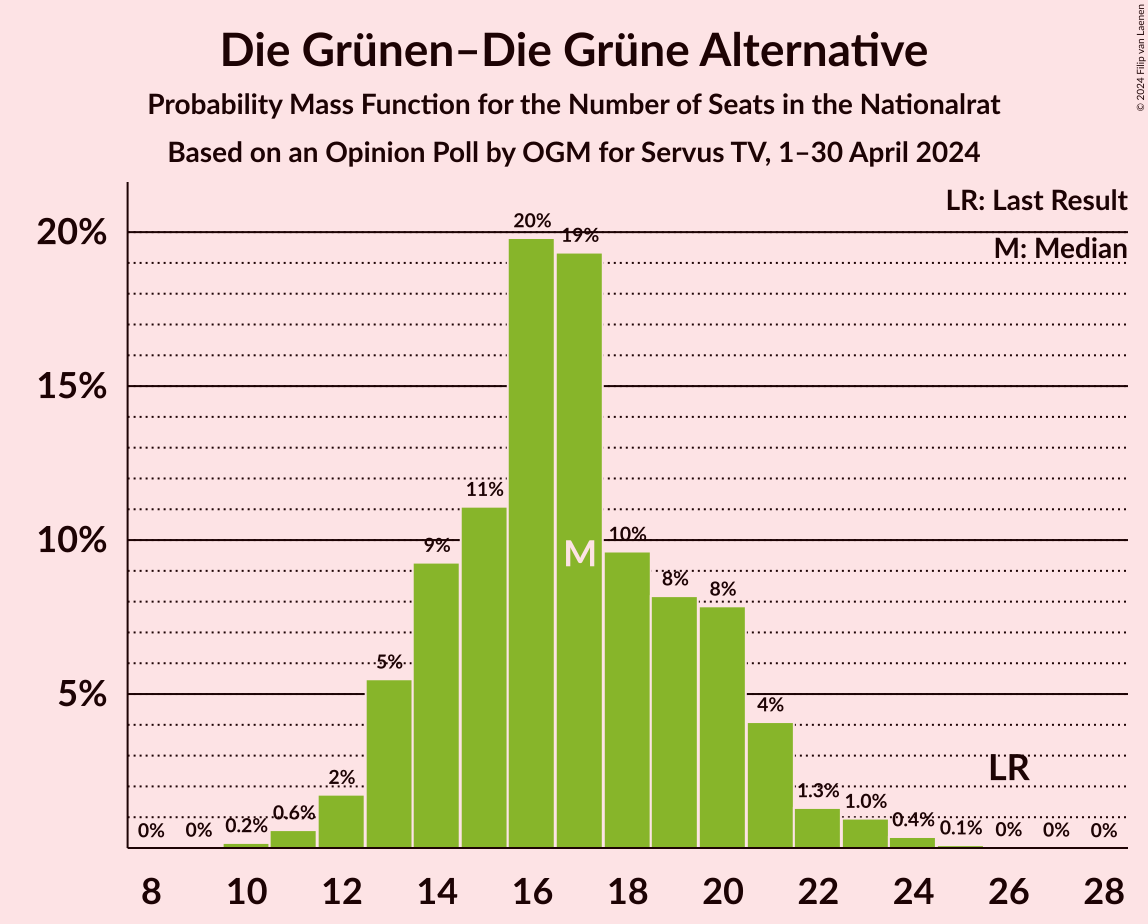 Die Grünen–Die Grüne Alternative
Probability Mass Function for the Number of Seats in the Nationalrat
Based on an Opinion Poll by OGM for Servus TV, 1–30 April 2024
© 2024 Filip van Laenen
LR: Last Result
M: Median
20%
15%
10%
5%
0%
0%
0.2%
0.6%
2%
5%
9%
11%
20%
19%
10%
8%
8%
4%
1.3%
1.0%
0.4%
0.1%
0%
0%
0%
M
LR
8 10 12 14 16 18 20 22 24 26 28